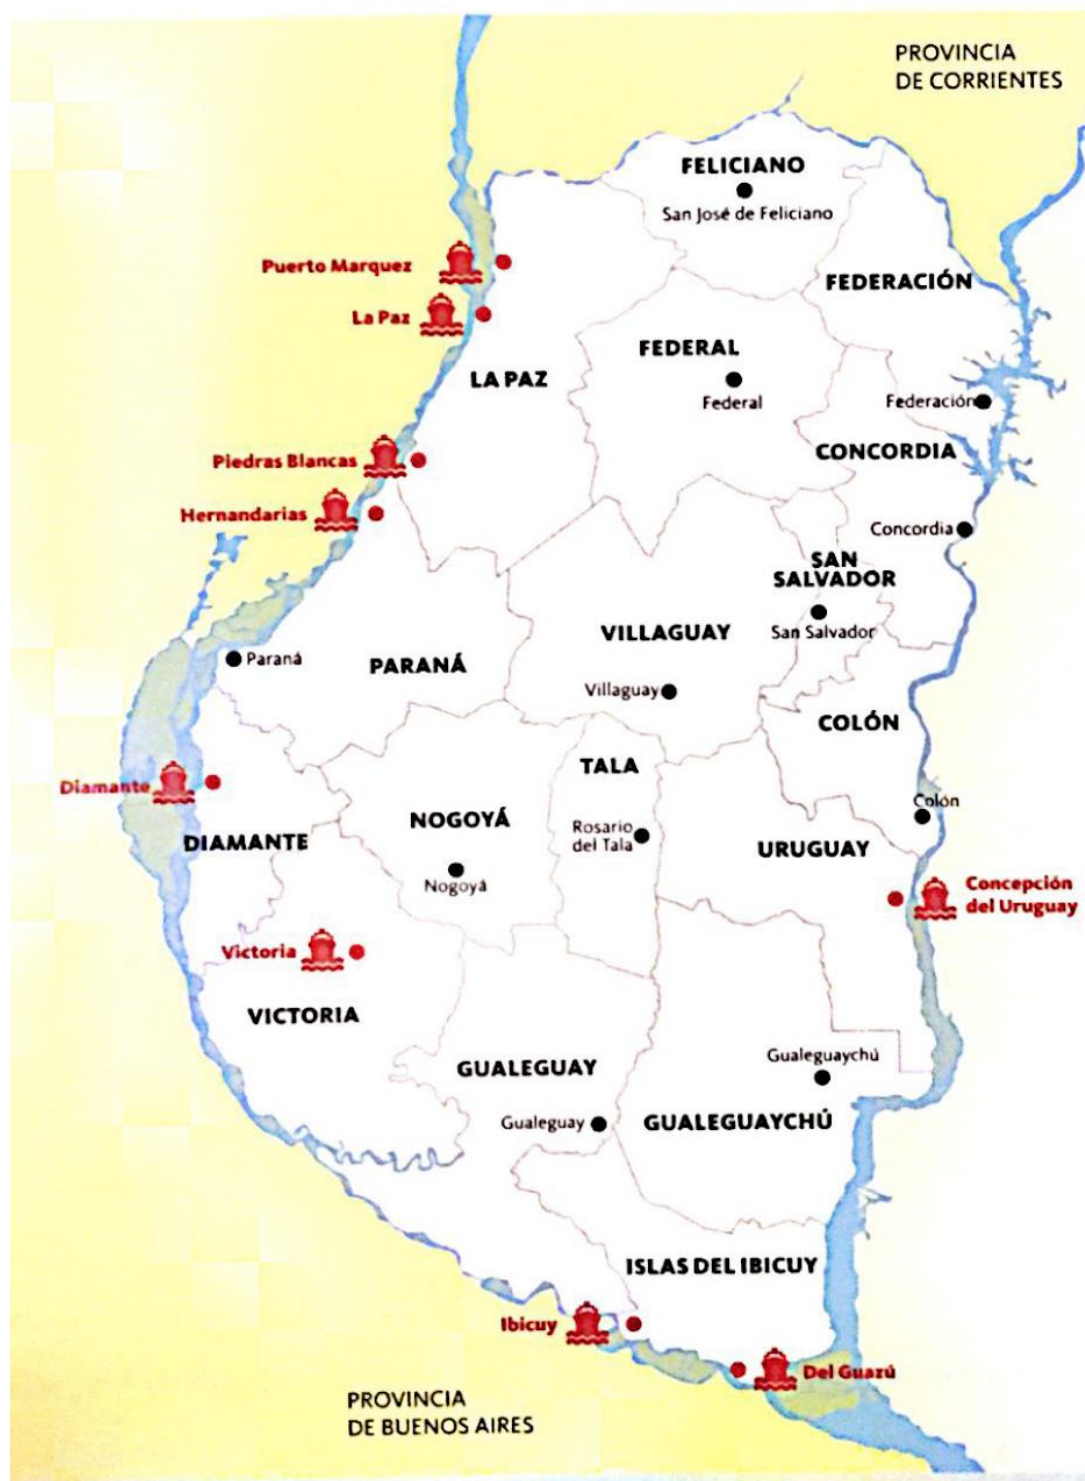 PROVINCIA
DE CORRIENTES
FELICIANO
San José de Feliciano
Puerto Marquez
FEDERACIÓN
La Paz
FEDERAL
LA PAZ
Federal
Federación
CONCORDIA
Piedras Blancas
Hernandarias
Concordia
SAN
SALVADOR
San Salvador
VILLAGUAY
Paraná
PARANÁ
Villaguay
COLÓN
TALA
Diamante
Colón
NOGOYÁ
Rosario
del Tala
DIAMANTE
URUGUAY
Nogoyá
Concepción
del Uruguay
Victoria
VICTORIA
Gualeguaychú
GUALEGUAY
Gualeguay
GUALEGUAYCHÚ
ISLAS DEL IBICUY
Ibicuy
Del Guazú
PROVINCIA
DE BUENOS AIRES